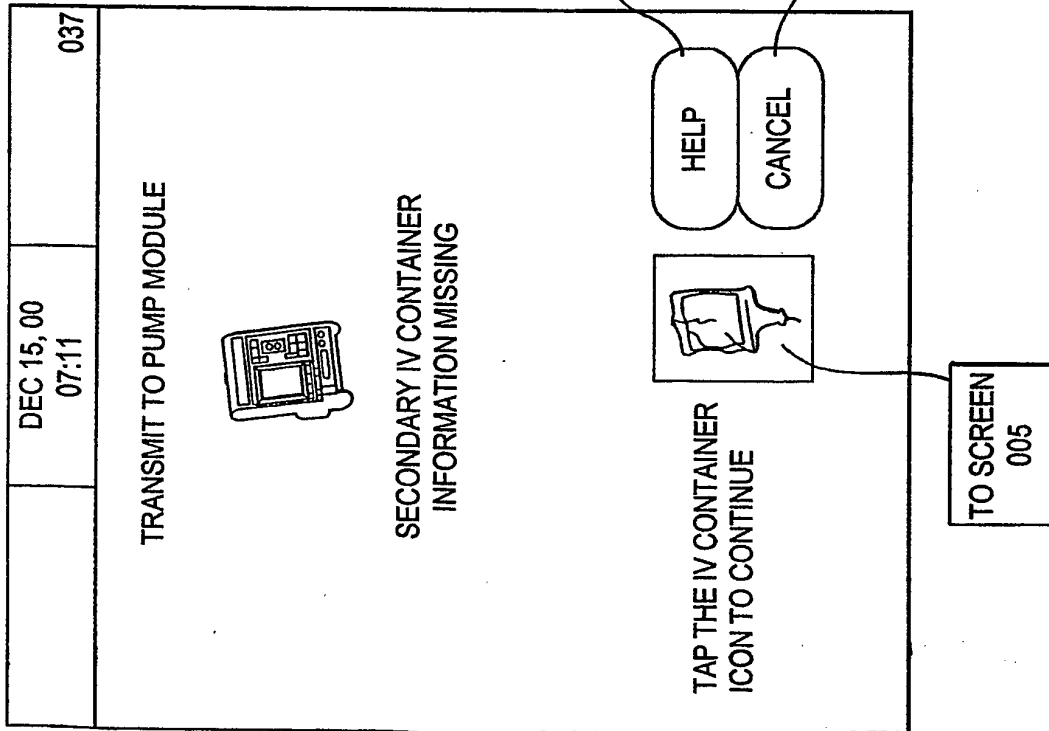 DEC 15, 00
07:11
037
TRANSMIT TO PUMP MODULE
SECONDARY IV CONTAINER
INFORMATION MISSING
TAP THE IV CONTAINER
ICON TO CONTINUE
HELP
CANCEL
TO SCREEN
005